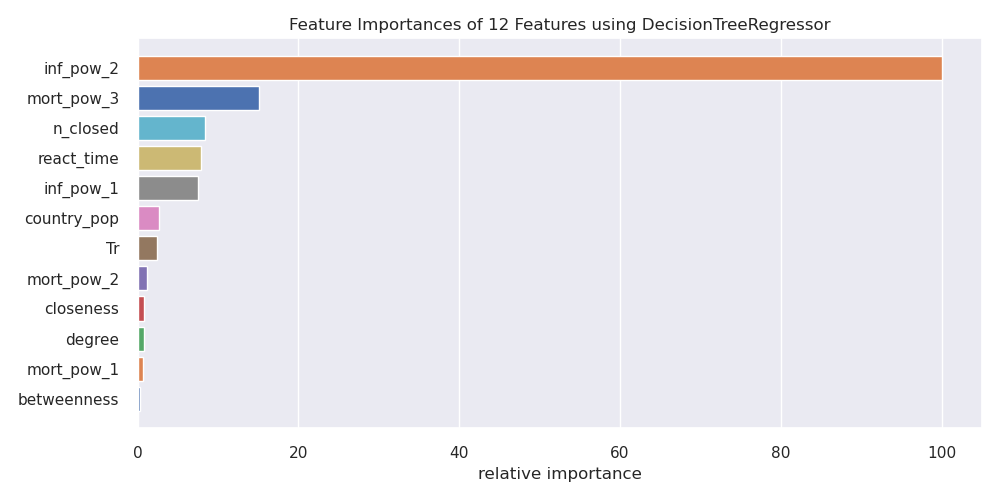 Feature Importances of 12 Features using DecisionTreeRegressor
inf_pow_2
mort_pow_3
n_closed
react_time
inf_pow_1
country_pop
Tr
mort_pow_2
closeness
degree
mort_pow_1
betweenness
0 20 40 60 80 100
relative importance